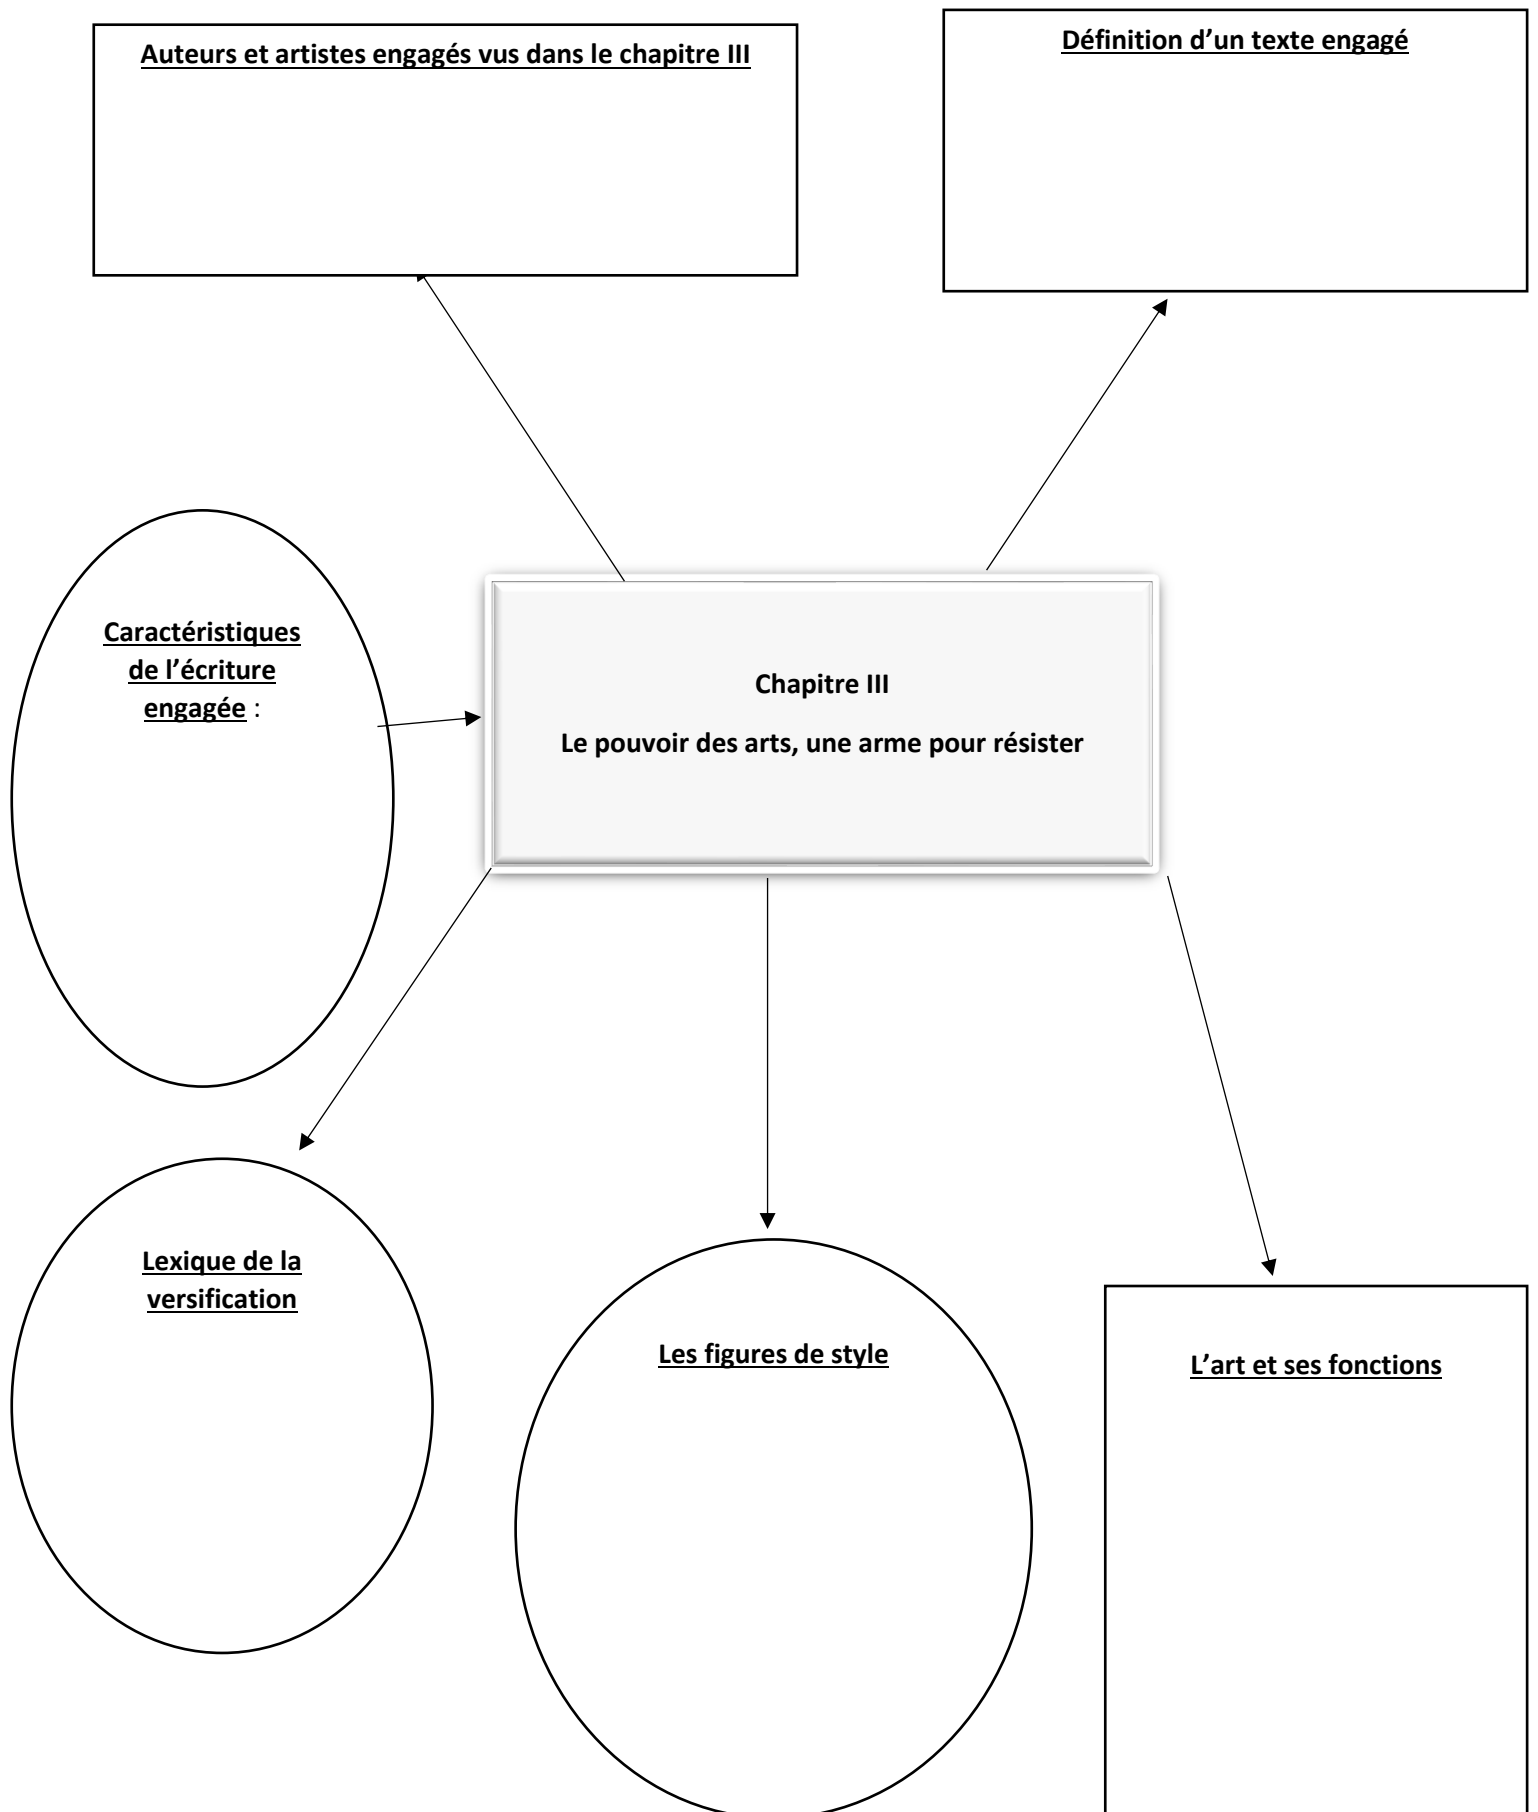 Auteurs et artistes engagés vus dans le chapitre III
Définition d’un texte engagé
Caractéristiques
de l’écriture
engagée :
Chapitre III
Le pouvoir des arts, une arme pour résister
Lexique de la
versification
Les figures de style
L’art et ses fonctions